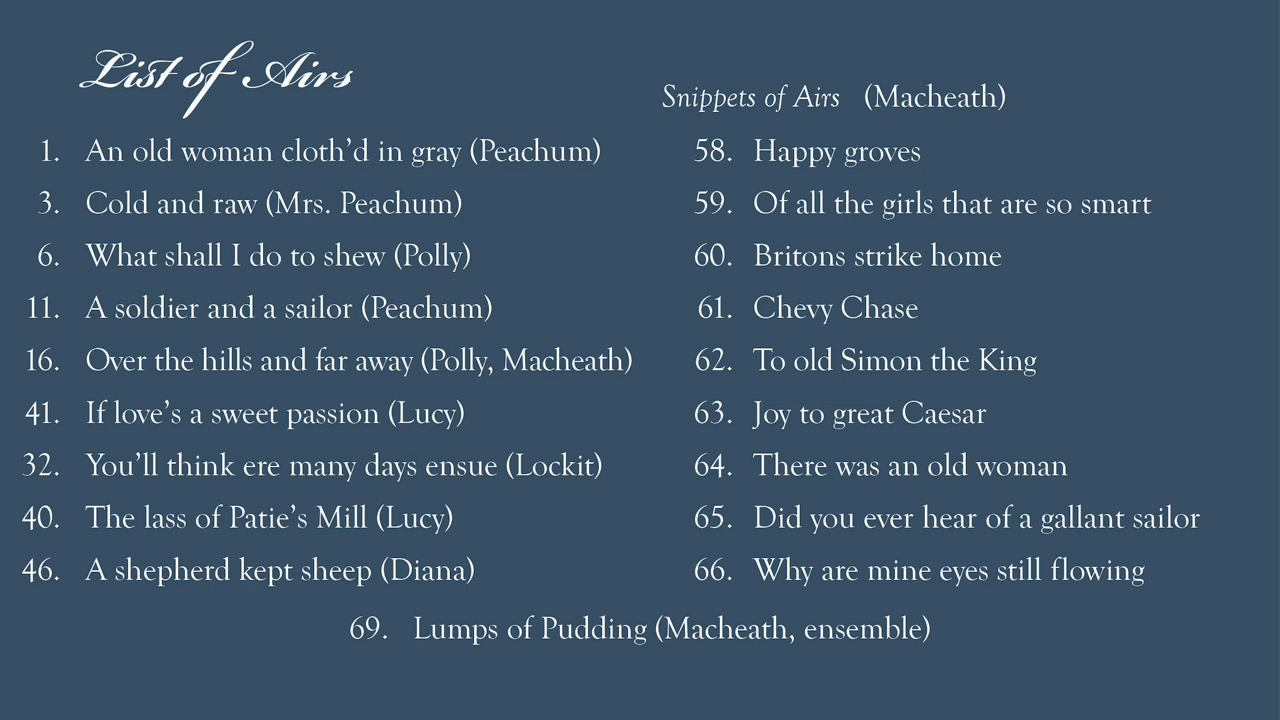 List of Airs
1. An old woman cloth’d in gray (Peachum)
3. Cold and raw (Mrs. Peachum)
6. What shall I do to shew (Polly)
11. A soldier and a sailor (Peachum)
16. Over the hills and far away (Polly, Macheath)
41. If love’s a sweet passion (Lucy)
32. You’ll think ere many days ensue (Lockit)
40. The lass of Patie’s Mill (Lucy)
46. A shepherd kept sheep (Diana)
Snippets of Airs (Macheath)
58. Happy groves
59. Of all the girls that are so smart
60. Britons strike home
61. Chevy Chase
62. To old Simon the King
63. Joy to great Caesar
64. There was an old woman
65. Did you ever hear of a gallant sailor
66. Why are mine eyes still flowing
69. Lumps of Pudding (Macheath, ensemble)